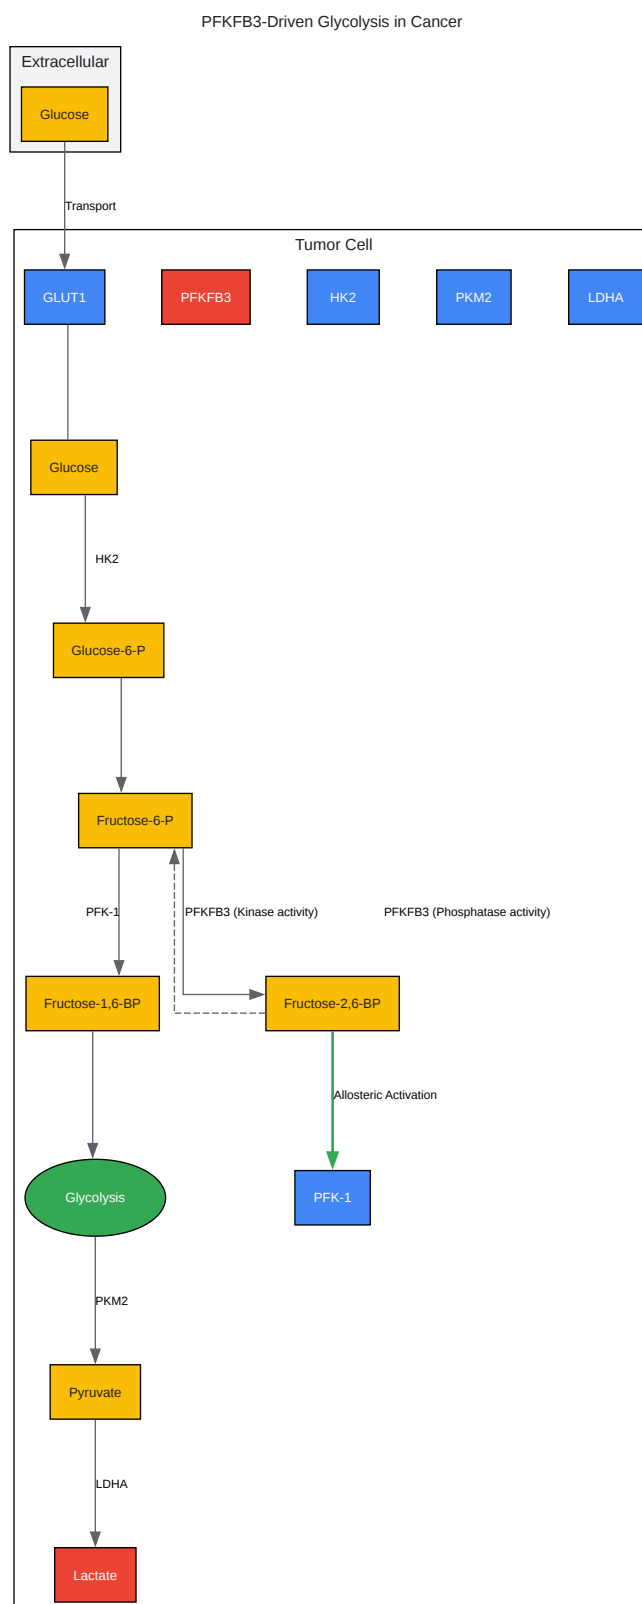 PFKFB3-Driven Glycolysis in Cancer
Extracellular
Glucose
Transport
Tumor Cell
GLUT1
PFKFB3
HK2
PKM2
LDHA
Glucose
HK2
Glucose-6-P
Fructose-6-P
PFK-1
PFKFB3 (Kinase activity)
PFKFB3 (Phosphatase activity)
Fructose-1,6-BP
Fructose-2,6-BP
Allosteric Activation
Glycolysis
PFK-1
PKM2
Pyruvate
LDHA
Lactate